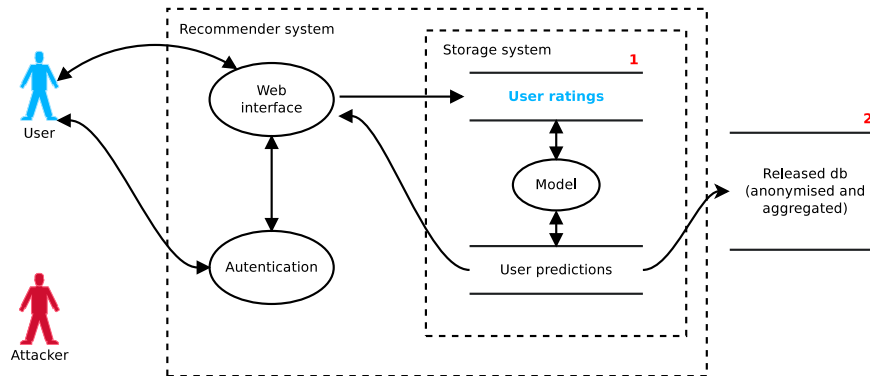 Recommender system
Storage system
1
Web
interface
User ratings
User
2
Released db
(anonymised and
aggregated)
Model
Autentication
User predictions
Attacker